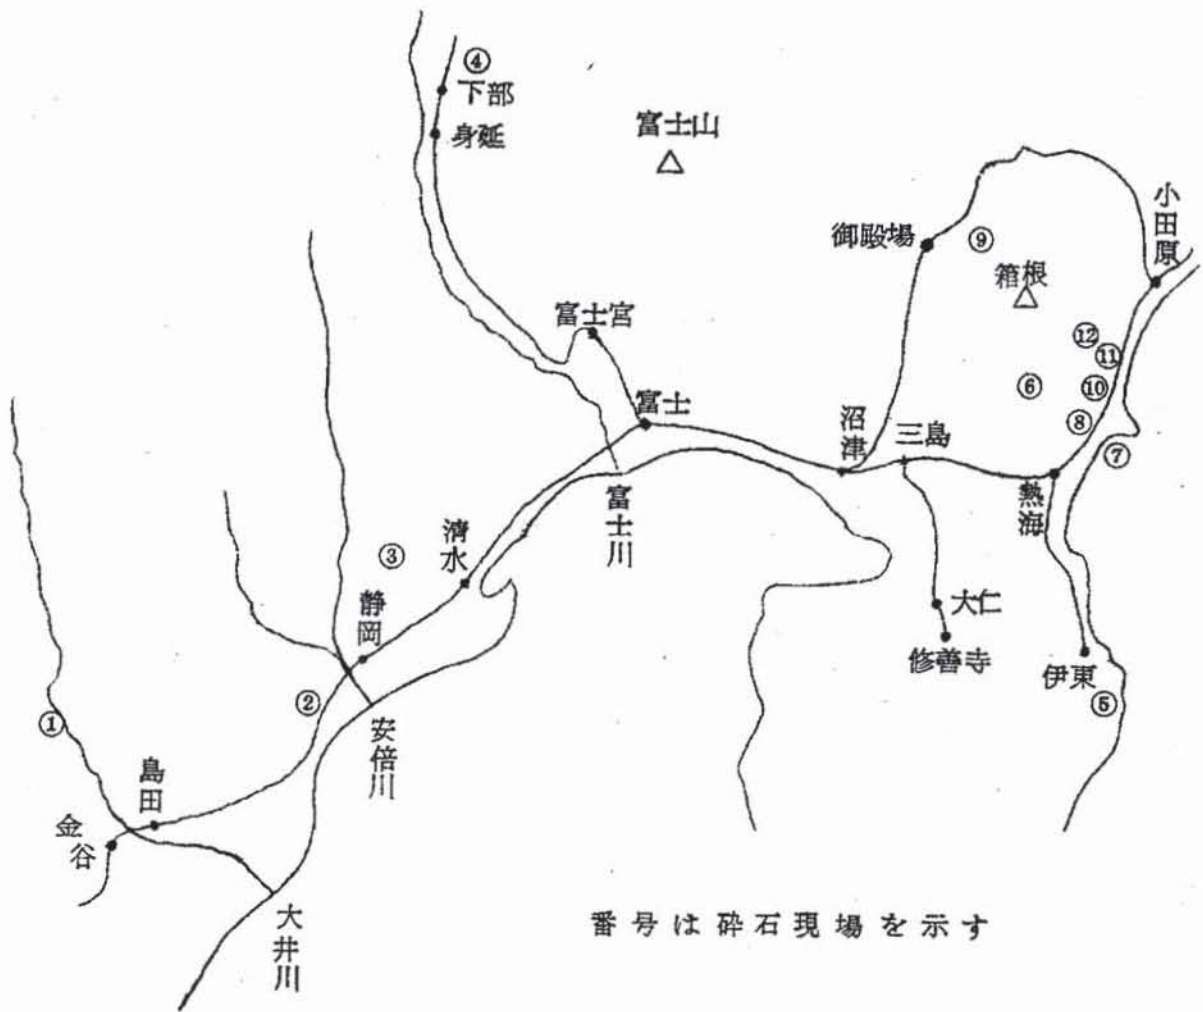 ④
下部
身延
富士山
小田原
御殿場
⑨
箱根
富士宮
⑫
⑪
⑥
⑩
富士
沼津
三島
⑧
⑦
熱海
富士川
清水
③
静岡
大仁
修善寺
伊東
⑤
②
①
安倍川
島田
金谷
大井川
番号は砕石現場を示す